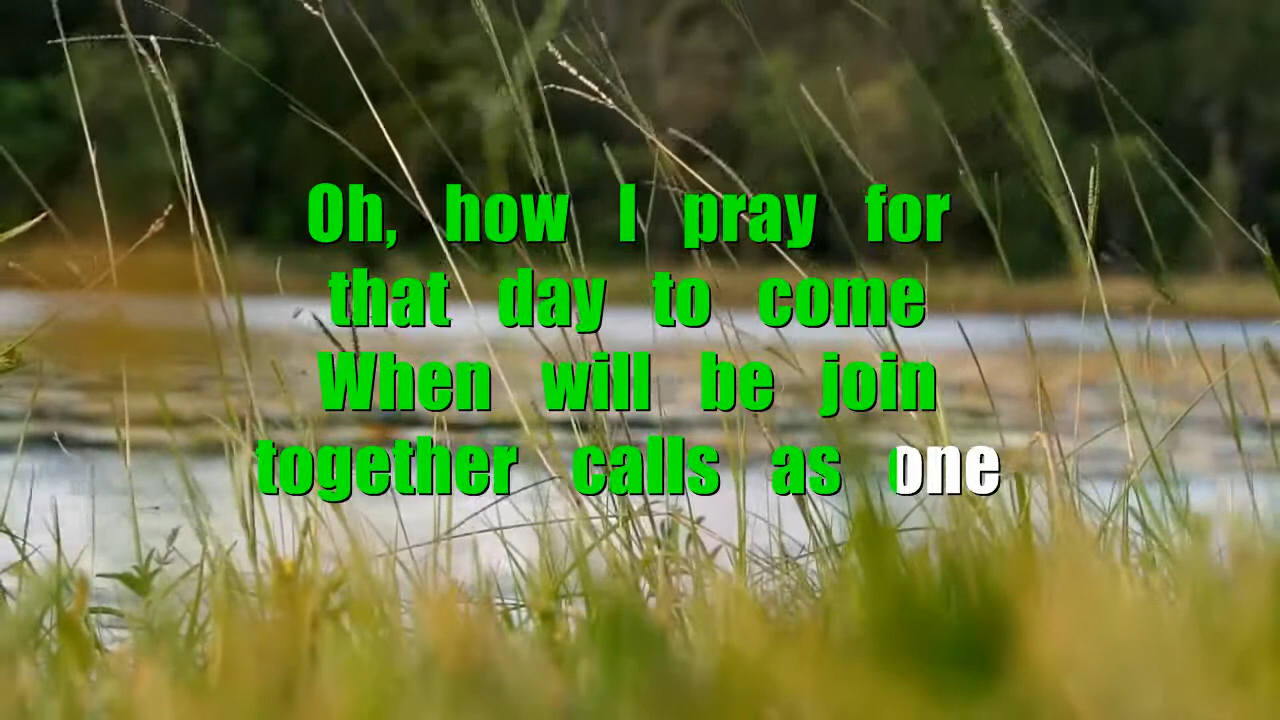 Oh, how I pray for
that day to come
When will be join
together calls as one